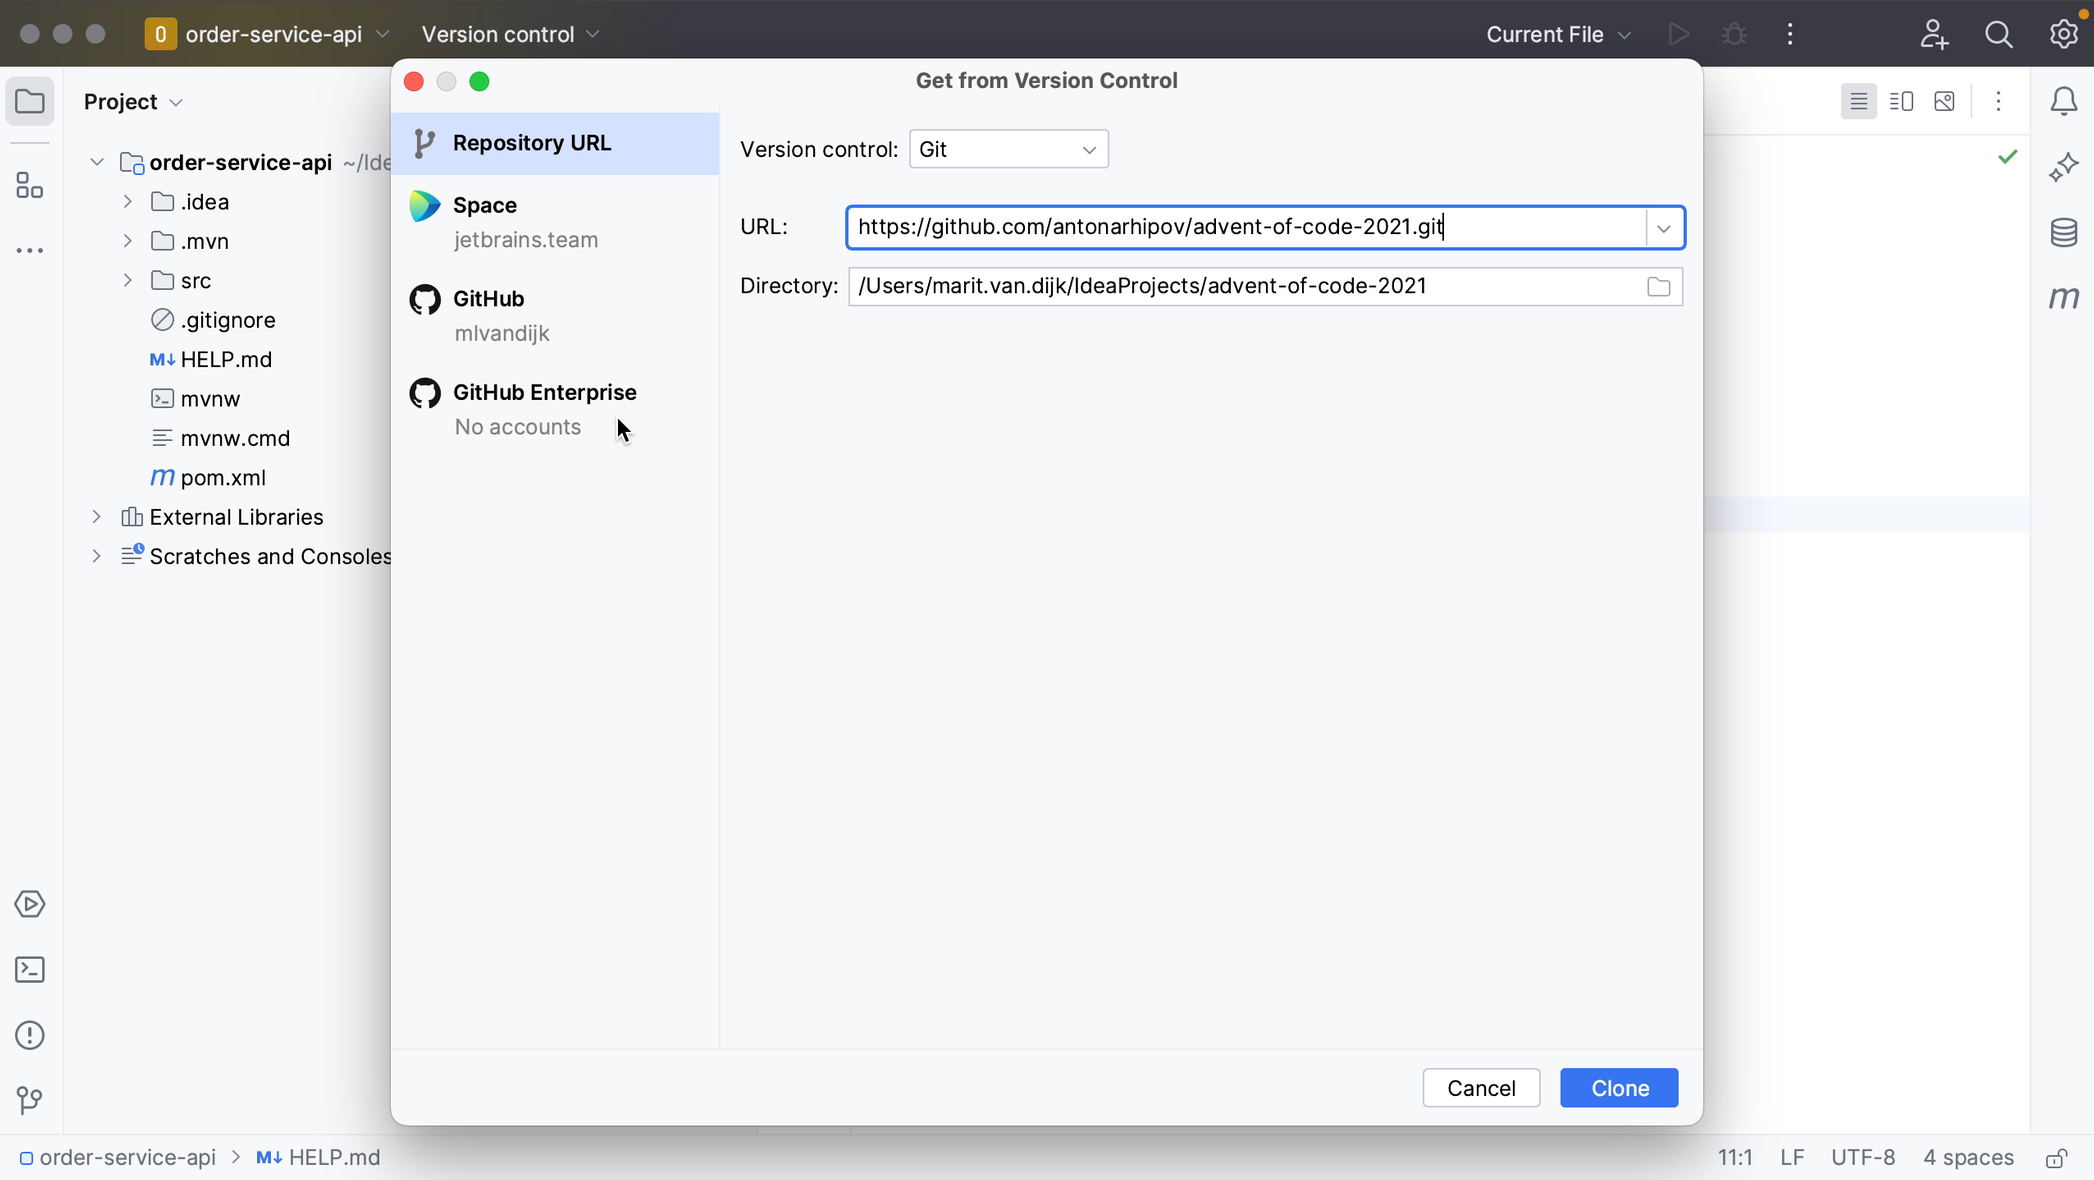 0 order-service-api Version control Current File
Get from Version Control
Project
order-service-api ~/Ide
.idea
.mvn
src
.gitignore
M↓ HELP.md
mvnw
mvnw.cmd
m pom.xml
External Libraries
Scratches and Consoles
Repository URL
Space
jetbrains.team
GitHub
mlvandijk
GitHub Enterprise
No accounts
Version control: Git
URL: https://github.com/antonarhipov/advent-of-code-2021.git
Directory: /Users/marit.van.dijk/IdeaProjects/advent-of-code-2021
m
Cancel Clone
order-service-api > M↓ HELP.md 11:1 LF UTF-8 4 spaces